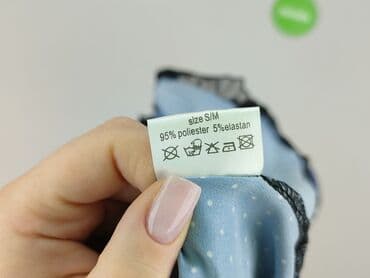 size S/M
95% poliester 5%elastan